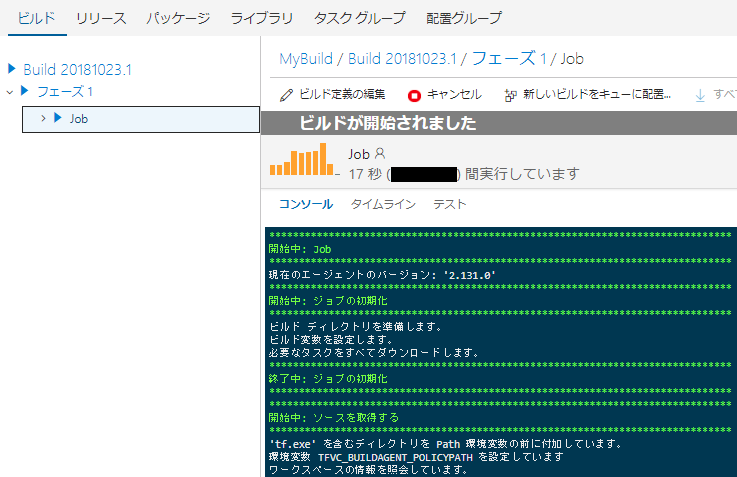 ビルド リリース パッケージ ライブラリ タスク グループ 配置グループ
Build 20181023.1
フェーズ 1
Job
MyBuild / Build 20181023.1 / フェーズ 1 / Job
ビルド定義の編集 キャンセル 新しいビルドをキューに配置... すべ
ビルドが開始されました
Job
17 秒 ( ) 間実行しています
コンソール タイムライン テスト
******************************************************************************
開始中: Job
******************************************************************************
現在のエージェントのバージョン: '2.131.0'
******************************************************************************
開始中: ジョブの初期化
******************************************************************************
ビルド ディレクトリを準備します。
ビルド変数を設定します。
必要なタスクをすべてダウンロードします。
******************************************************************************
終了中: ジョブの初期化
******************************************************************************
******************************************************************************
開始中: ソースを取得する
******************************************************************************
'tf.exe' を含むディレクトリを Path 環境変数の前に付加しています。
環境変数 TFVC_BUILDAGENT_POLICYPATH を設定しています
ワークスペースの情報を照会しています。